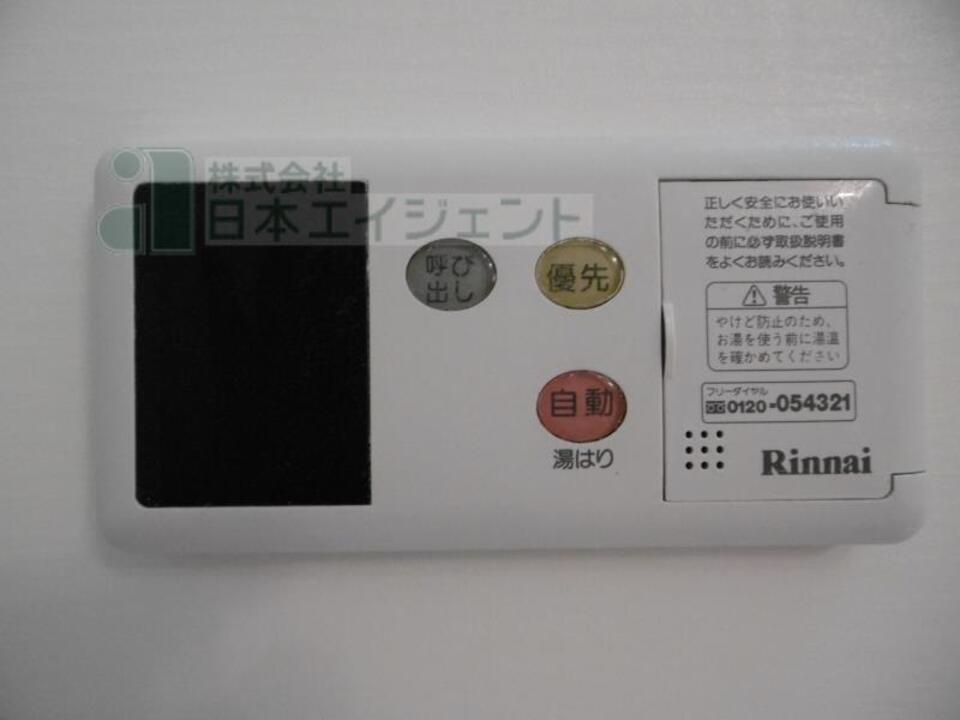 株式会社
日本エイジェント
呼び
出し
優先
自動
湯はり
正しく安全にお使いい
ただくために、ご使用
の前に必ず取扱説明書
をよくお読みください。
警告
やけど防止のため、
お湯を使う前に湯温
を確かめてください
フリーダイヤル
0120-054321
Rinnai